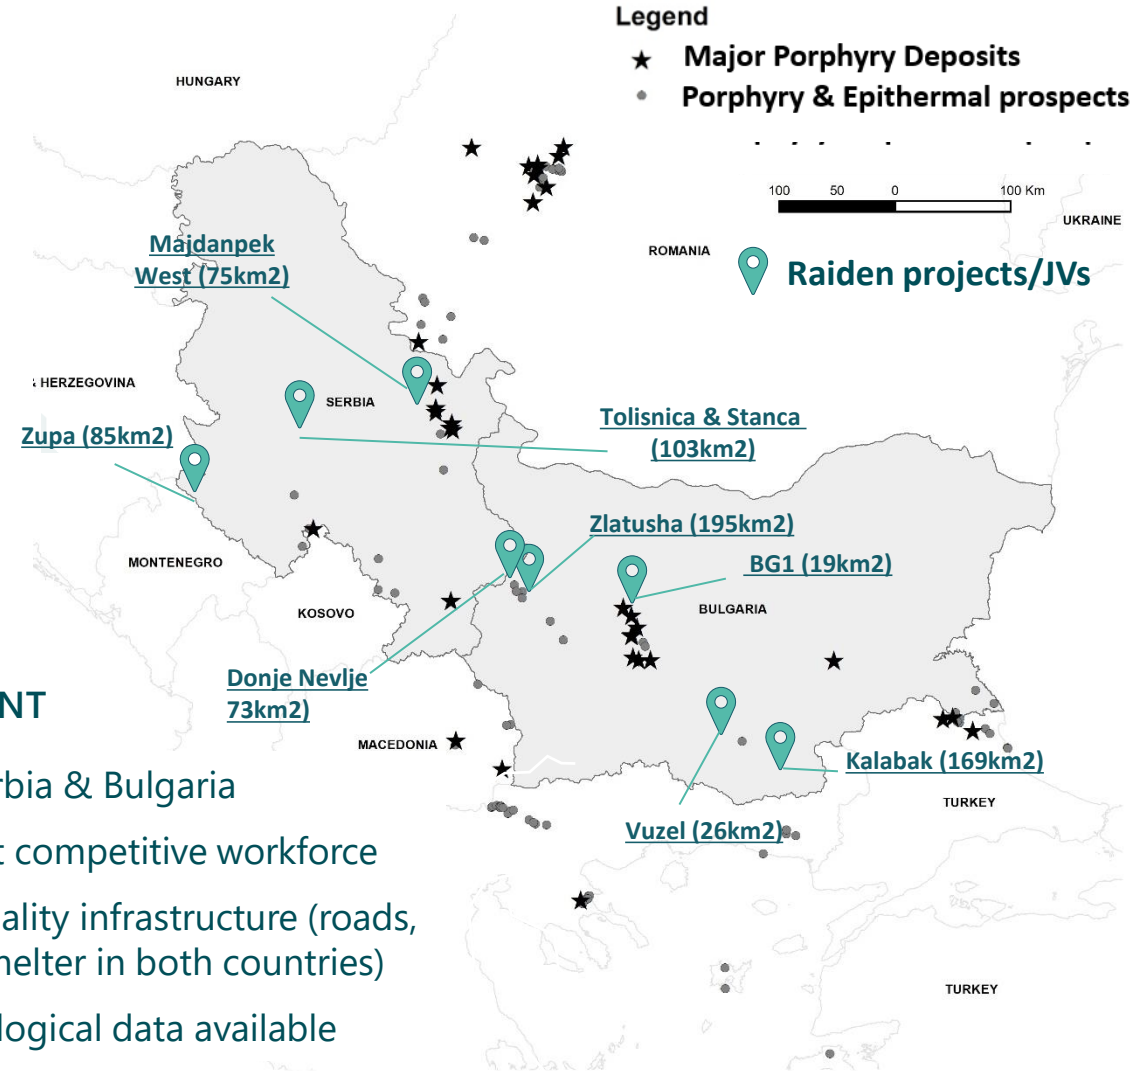 Legend
Major Porphyry Deposits
Porphyry & Epithermal prospects
HUNGARY
100 50 0 100 Km
UKRAINE
ROMANIA
Raiden projects/JVs
Majdanpek
West (75km2)
HERZEGOVINA
SERBIA
Tolisnica & Stanca
(103km2)
Zupa (85km2)
Zlatusha (195km2)
BG1 (19km2)
MONTENEGRO
KOSOVO
BULGARIA
Donje Nevlje
73km2)
MACEDONIA
Kalabak (169km2)
TURKEY
Vuzel (26km2)
TURKEY
NT
rbia & Bulgaria
t competitive workforce
ality infrastructure (roads,
melter in both countries)
logical data available